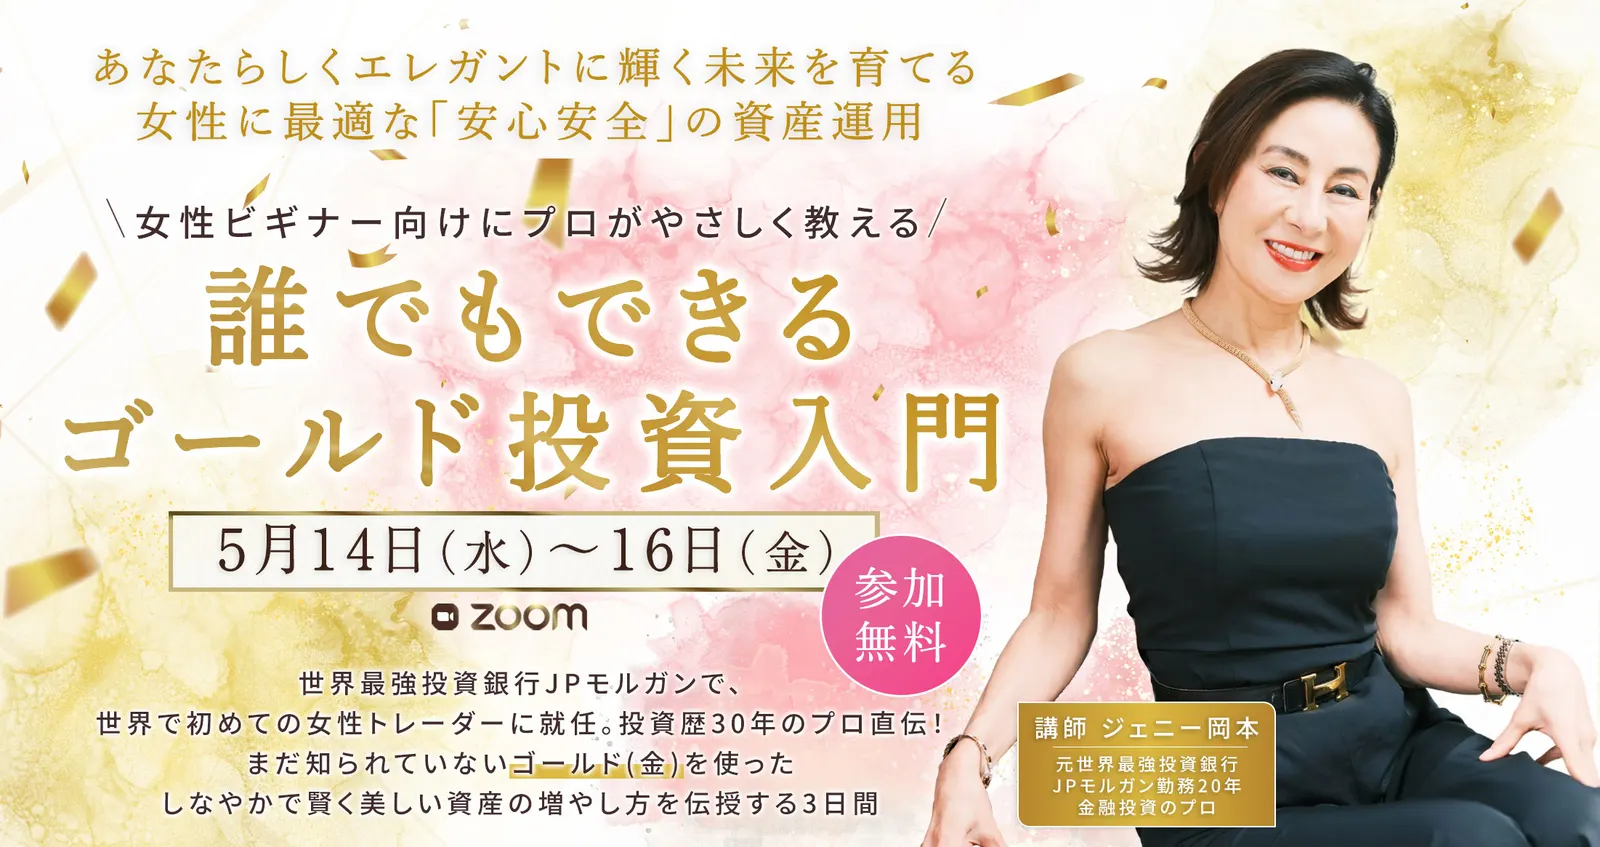 あなたらしくエレガントに輝く未来を育てる
女性に最適な「安心安全」の資産運用
\女性ビギナー向けにプロがやさしく教える/
誰でもできる
ゴールド投資入門
5月14日(水)~16日(金)
zoom
参加
無料
世界最強投資銀行JPモルガンで、
世界で初めての女性トレーダーに就任。投資歴30年のプロ直伝!
まだ知られていないゴールド(金)を使った
しなやかで賢く美しい資産の増やし方を伝授する3日間
講師 ジェニー岡本
元世界最強投資銀行
JPモルガン勤務20年
金融投資のプロ